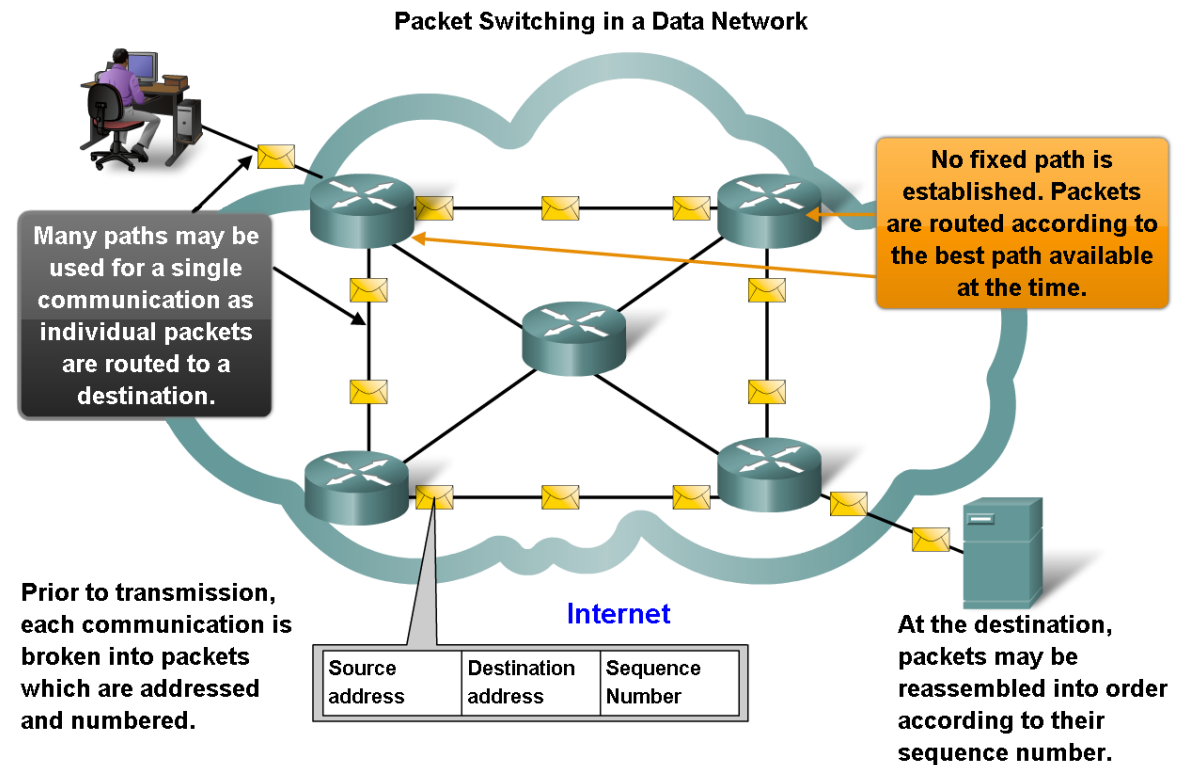 Packet Switching in a Data Network
No fixed path is
established. Packets
are routed according to
the best path available
at the time.
Many paths may be
used for a single
communication as
individual packets
are routed to a
destination.
Prior to transmission,
each communication is
broken into packets
which are addressed
and numbered.
Internet
Source
address
Destination
address
Sequence
Number
At the destination,
packets may be
reassembled into order
according to their
sequence number.